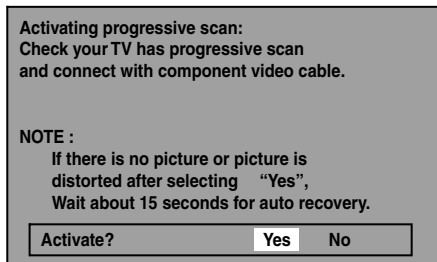 Activating progressive scan:
Check your TV has progressive scan
and connect with component video cable.
NOTE :
If there is no picture or picture is
distorted after selecting “Yes”,
Wait about 15 seconds for auto recovery.
Activate? Yes No